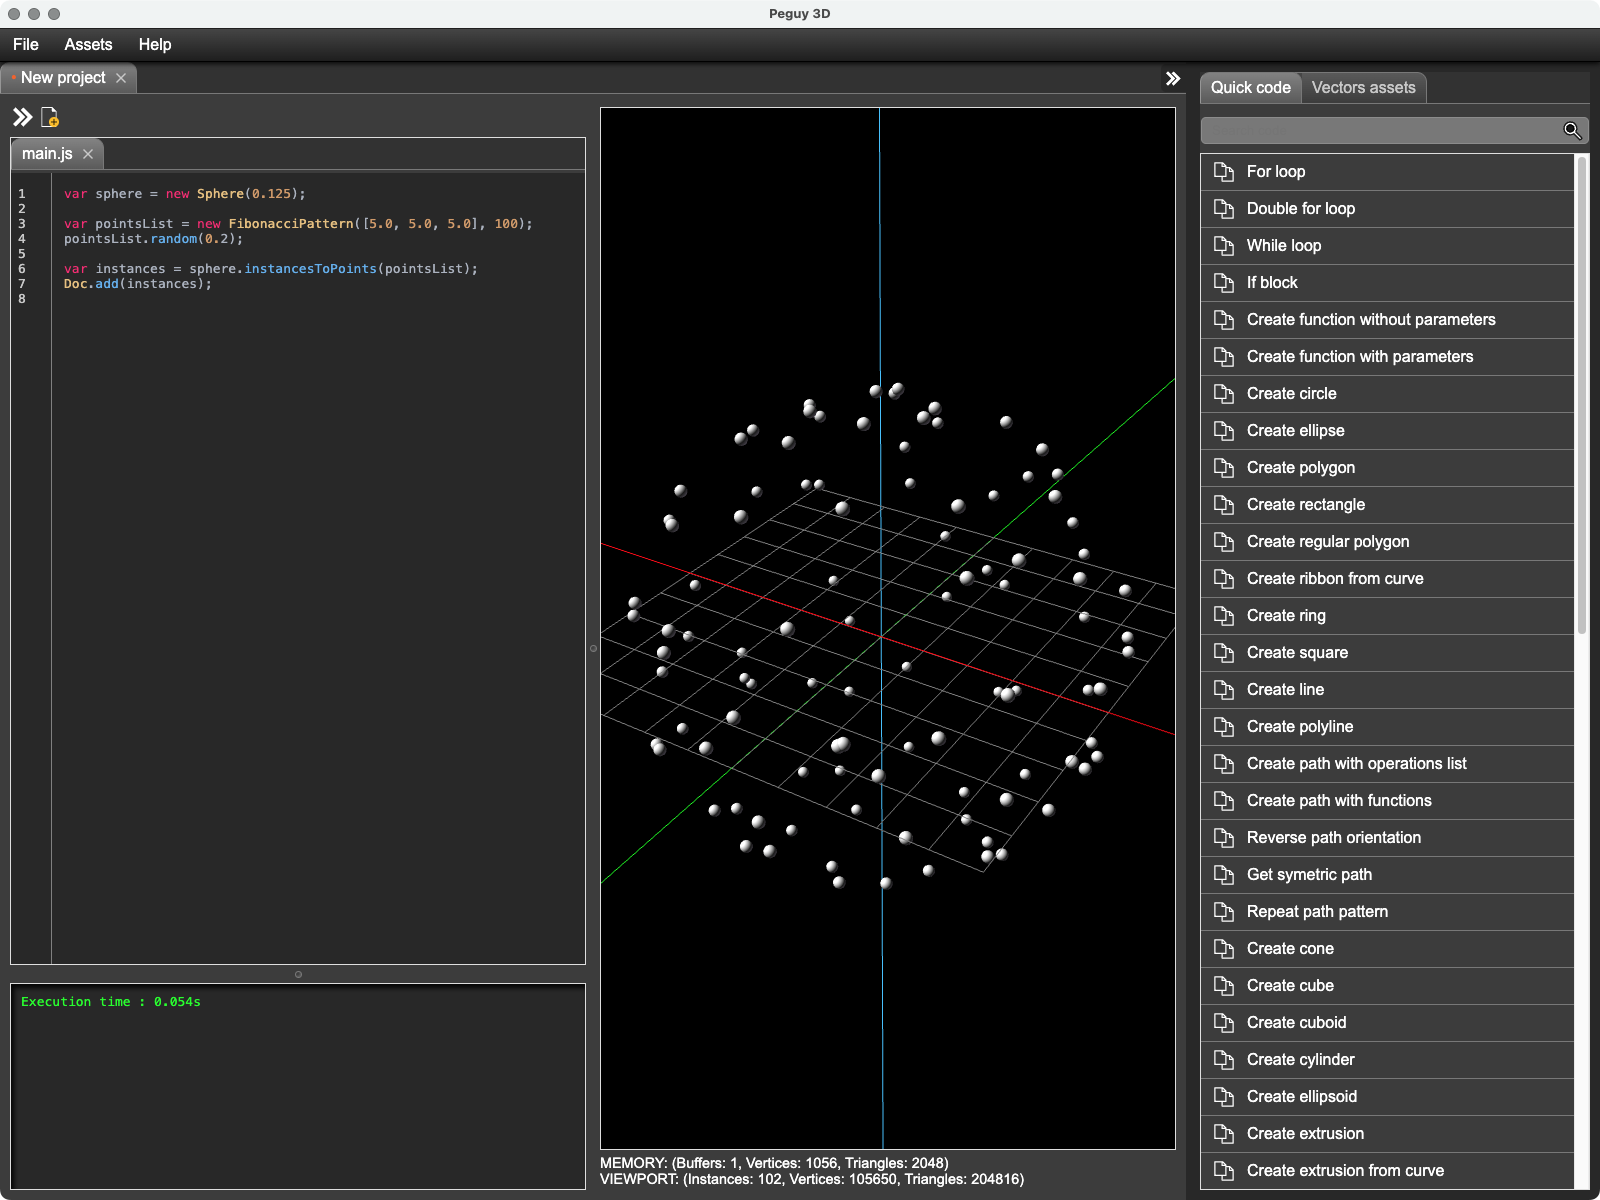 Peguy 3D
File Assets Help
New project
Quick code Vectors assets
main.js
1 var sphere = new Sphere(0.125);
2
3 var pointsList = new FibonacciPattern([5.0, 5.0, 5.0], 100);
4 pointsList.random(0.2);
5
6 var instances = sphere.instancesToPoints(pointsList);
7 Doc.add(instances);
8
Execution time : 0.054s
MEMORY: (Buffers: 1, Vertices: 1056, Triangles: 2048)
VIEWPORT: (Instances: 102, Vertices: 105650, Triangles: 204816)
For loop
Double for loop
While loop
If block
Create function without parameters
Create function with parameters
Create circle
Create ellipse
Create polygon
Create rectangle
Create regular polygon
Create ribbon from curve
Create ring
Create square
Create line
Create polyline
Create path with operations list
Create path with functions
Reverse path orientation
Get symetric path
Repeat path pattern
Create cone
Create cube
Create cuboid
Create cylinder
Create ellipsoid
Create extrusion
Create extrusion from curve